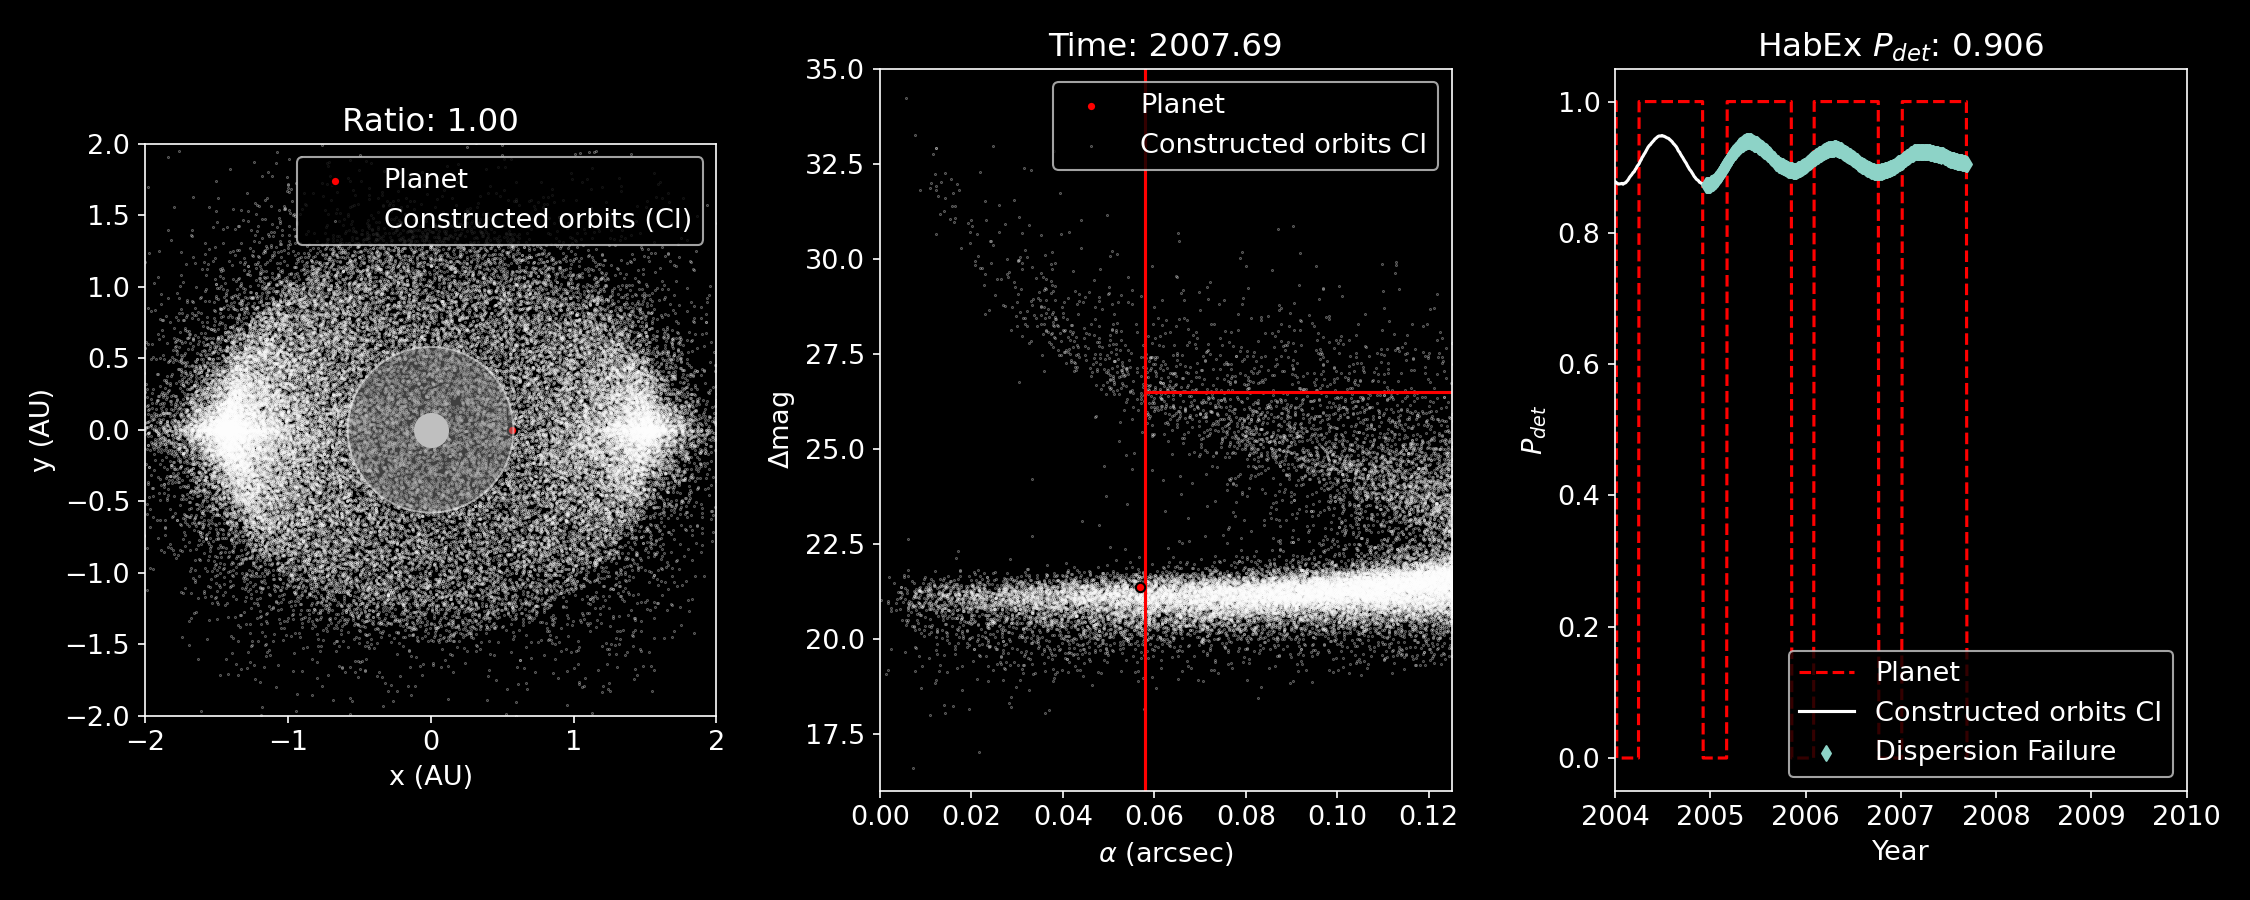 Ratio: 1.00
Planet
Constructed orbits (CI)
2.0
1.5
1.0
0.5
0.0
−0.5
−1.0
−1.5
−2.0
−2
−1
0
1
2
x (AU)
y (AU)
Time: 2007.69
Planet
Constructed orbits CI
35.0
32.5
30.0
27.5
25.0
22.5
20.0
17.5
0.00
0.02
0.04
0.06
0.08
0.10
0.12
α (arcsec)
Δmag
HabEx P_det: 0.906
1.0
0.8
0.6
0.4
0.2
0.0
Planet
Constructed orbits CI
Dispersion Failure
2004
2005
2006
2007
2008
2009
2010
Year
P_det